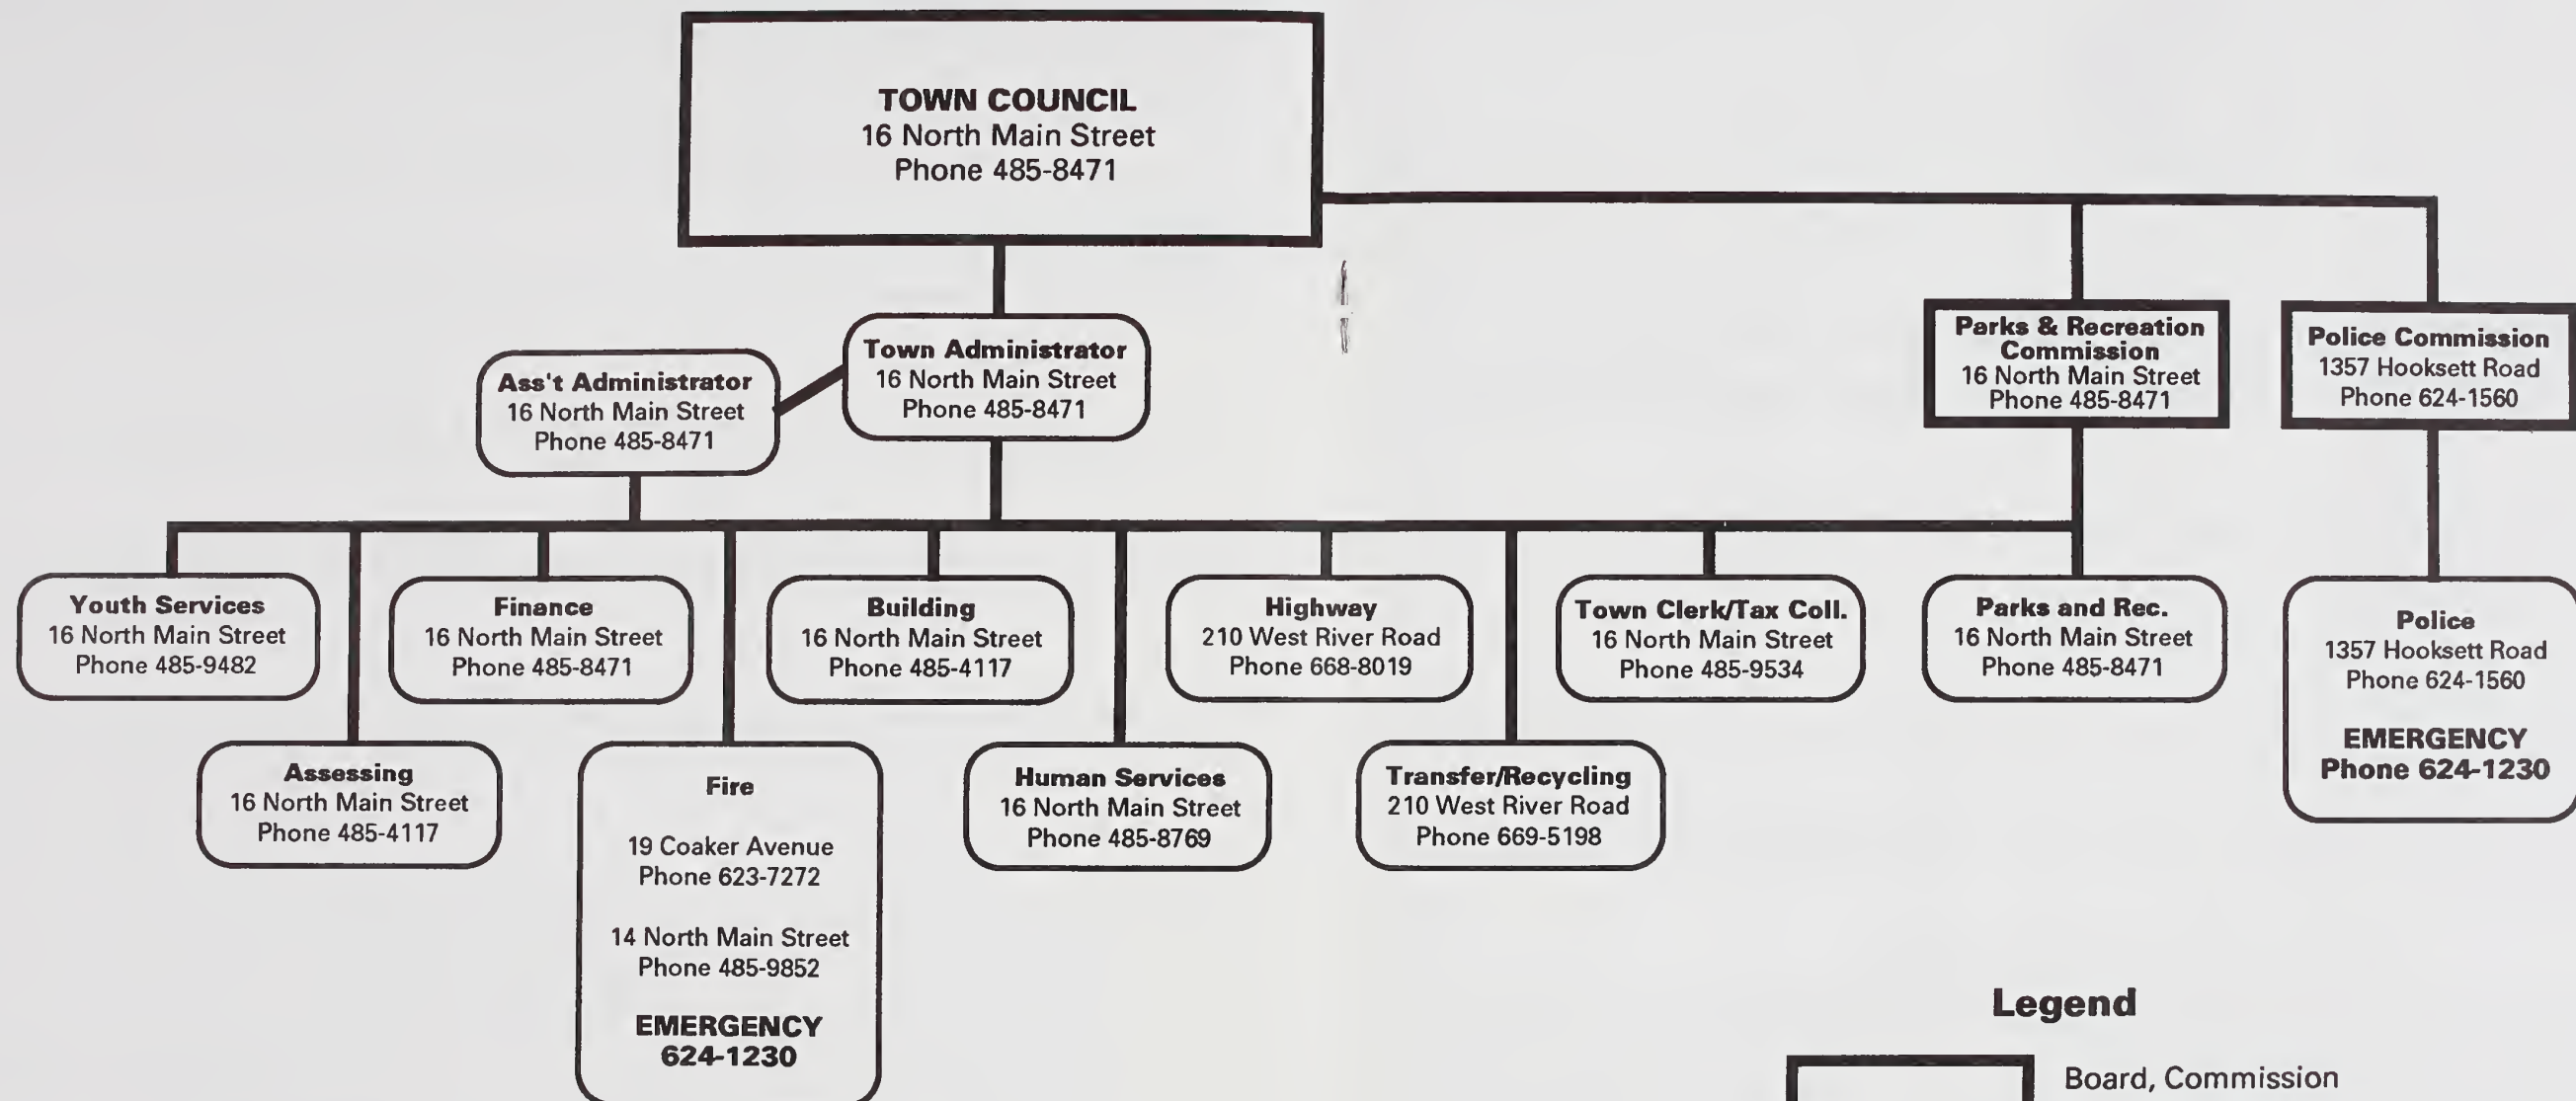 TOWN COUNCIL
16 North Main Street
Phone 485-8471
Ass't Administrator
16 North Main Street
Phone 485-8471
Town Administrator
16 North Main Street
Phone 485-8471
Parks & Recreation
Commission
16 North Main Street
Phone 485-8471
Police Commission
1357 Hooksett Road
Phone 624-1560
Youth Services
16 North Main Street
Phone 485-9482
Finance
16 North Main Street
Phone 485-8471
Building
16 North Main Street
Phone 485-4117
Highway
210 West River Road
Phone 668-8019
Town Clerk/Tax Coll.
16 North Main Street
Phone 485-9534
Parks and Rec.
16 North Main Street
Phone 485-8471
Police
1357 Hooksett Road
Phone 624-1560
EMERGENCY
Phone 624-1230
Assessing
16 North Main Street
Phone 485-4117
Fire
19 Coaker Avenue
Phone 623-7272
14 North Main Street
Phone 485-9852
EMERGENCY
624-1230
Human Services
16 North Main Street
Phone 485-8769
Transfer/Recycling
210 West River Road
Phone 669-5198
Legend
Board, Commission